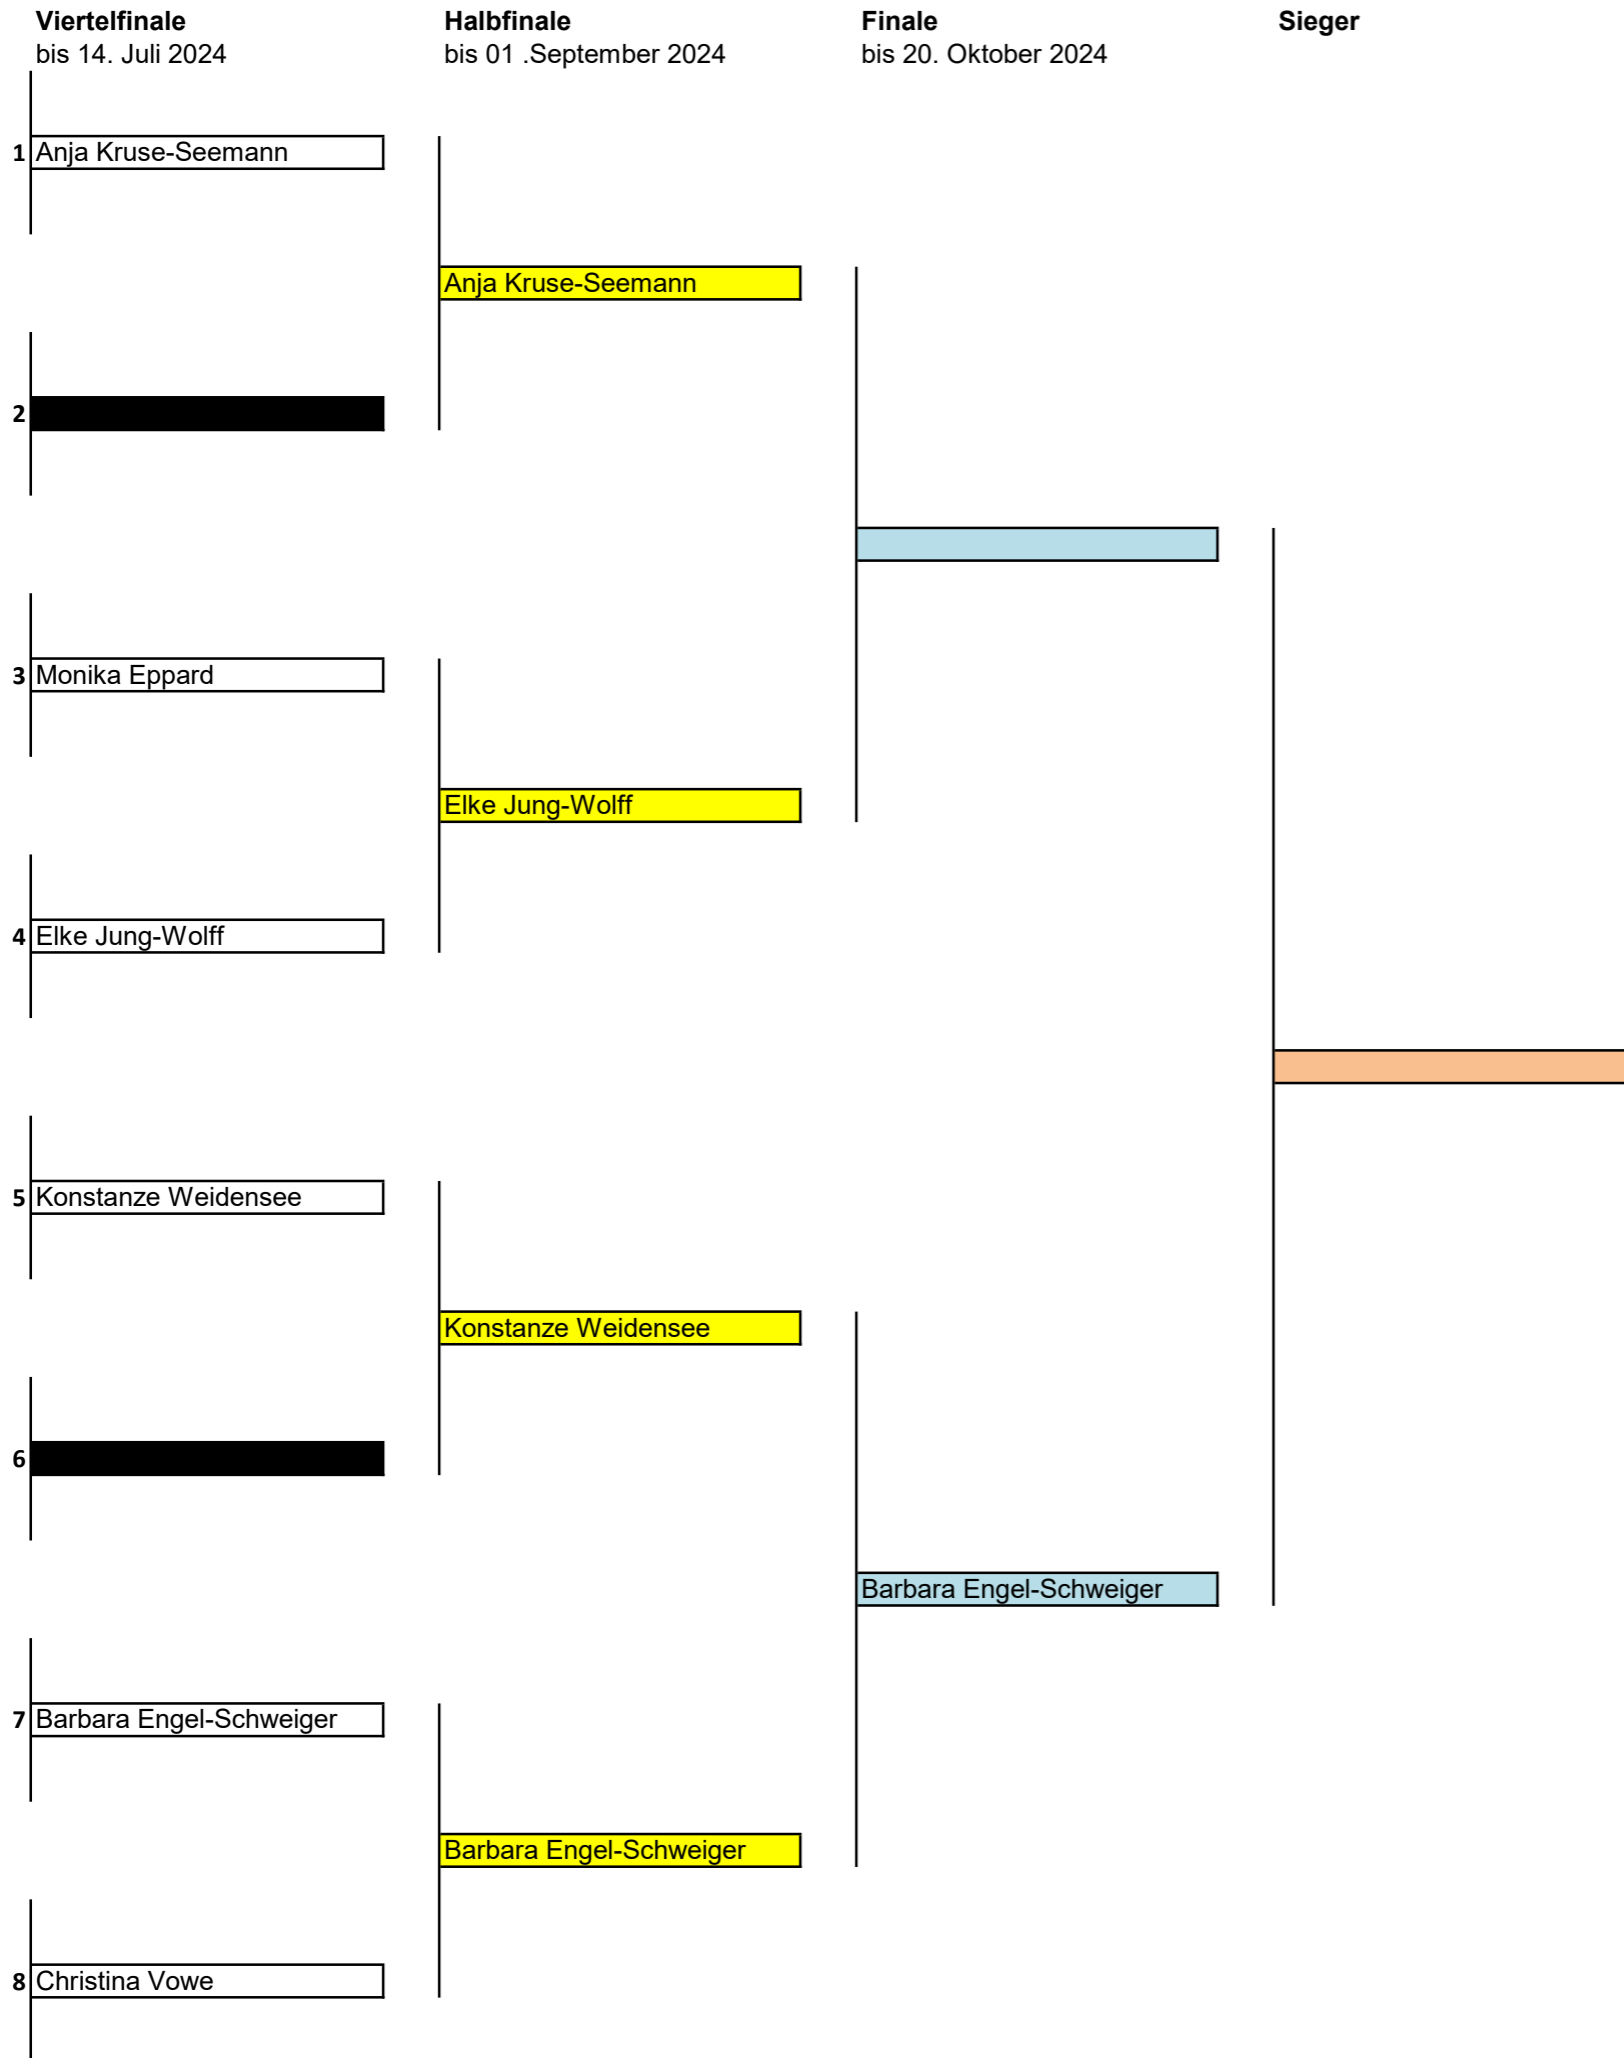 Viertelfinale
bis 14. Juli 2024
Halbfinale
bis 01 .September 2024
Finale
bis 20. Oktober 2024
Sieger
1 Anja Kruse-Seemann
Anja Kruse-Seemann
2
3 Monika Eppard
Elke Jung-Wolff
4 Elke Jung-Wolff
5 Konstanze Weidensee
Konstanze Weidensee
6
Barbara Engel-Schweiger
7 Barbara Engel-Schweiger
Barbara Engel-Schweiger
8 Christina Vowe